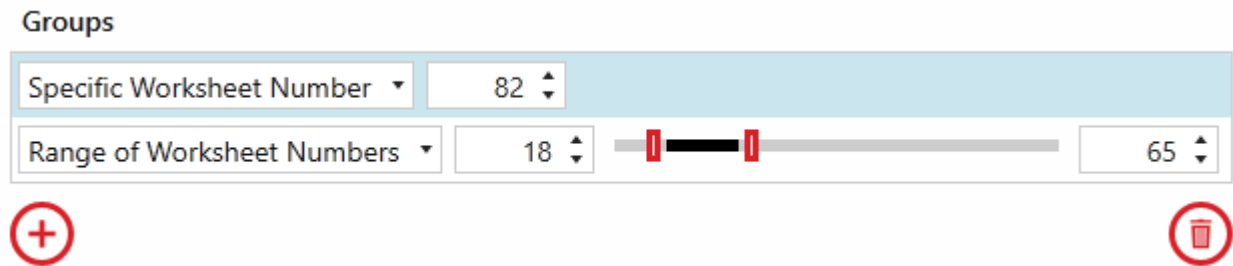 Groups
Specific Worksheet Number 82
Range of Worksheet Numbers 18 65